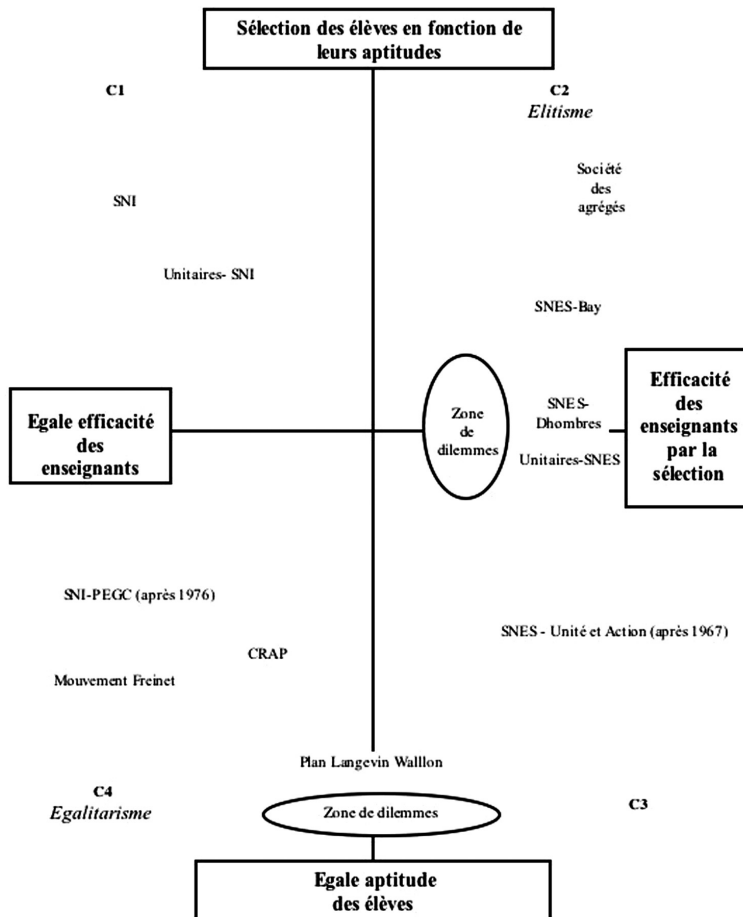 Sélection des élèves en fonction de
leurs aptitudes
C1
C2
Elitisme
Société
des
agrégés
SNI
Unitaires- SNI
SNES-Bay
Egale efficacité
des
enseignants
Zone
de
dilemmes
SNES-
Dhombres
Unitaires-SNES
Efficacité
des
enseignants
par la
sélection
SNI-PEGC (après 1976)
SNES - Unité et Action (après 1967)
CRAP
Mouvement Freinet
Plan Langevin Walllon
C4
Egalitarisme
Zone de dilemmes
C3
Egale aptitude
des élèves